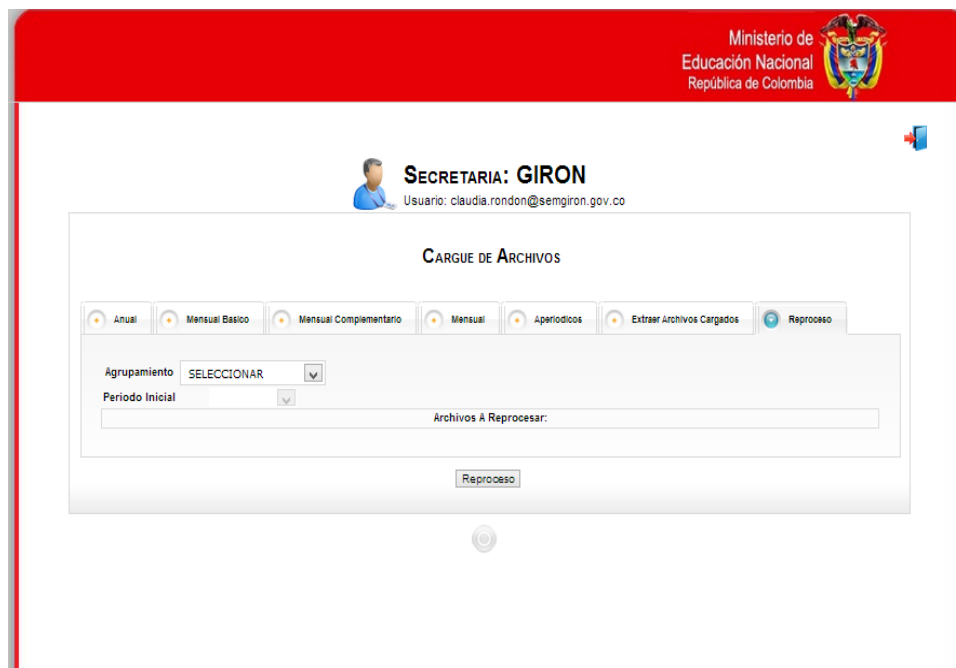 Ministerio de
Educación Nacional
República de Colombia
SECRETARIA: GIRON
Usuario: claudia.rondon@semgiron.gov.co
CARGUE DE ARCHIVOS
Anual Mensual Basico Mensual Complementario Mensual Aperiodicos Extraer Archivos Cargados Reproceso
Agrupamiento SELECCIONAR
Periodo Inicial
Archivos A Reprocesar:
Reproceso